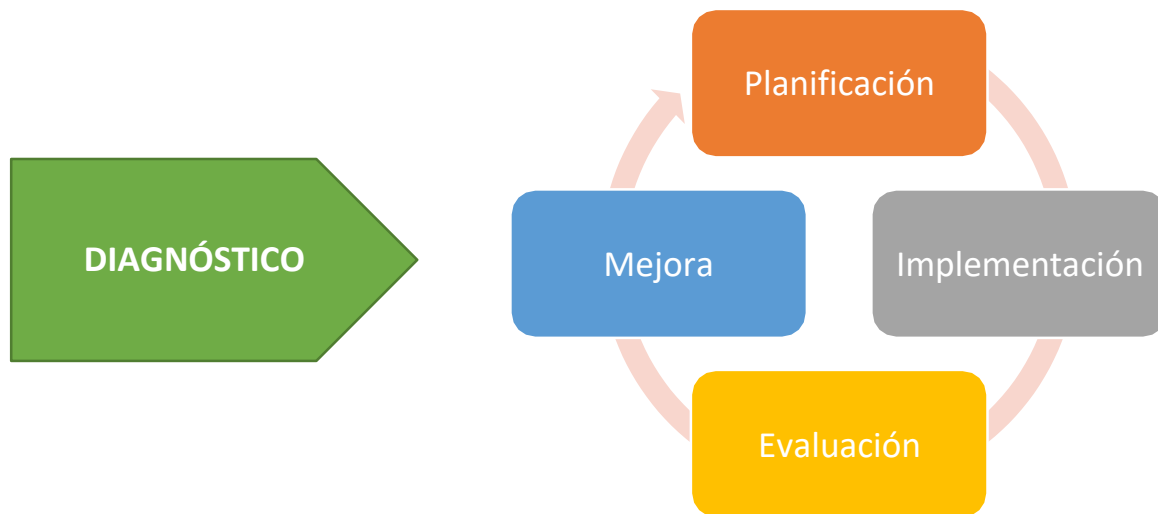 DIAGNÓSTICO
Planificación
Implementación
Evaluación
Mejora